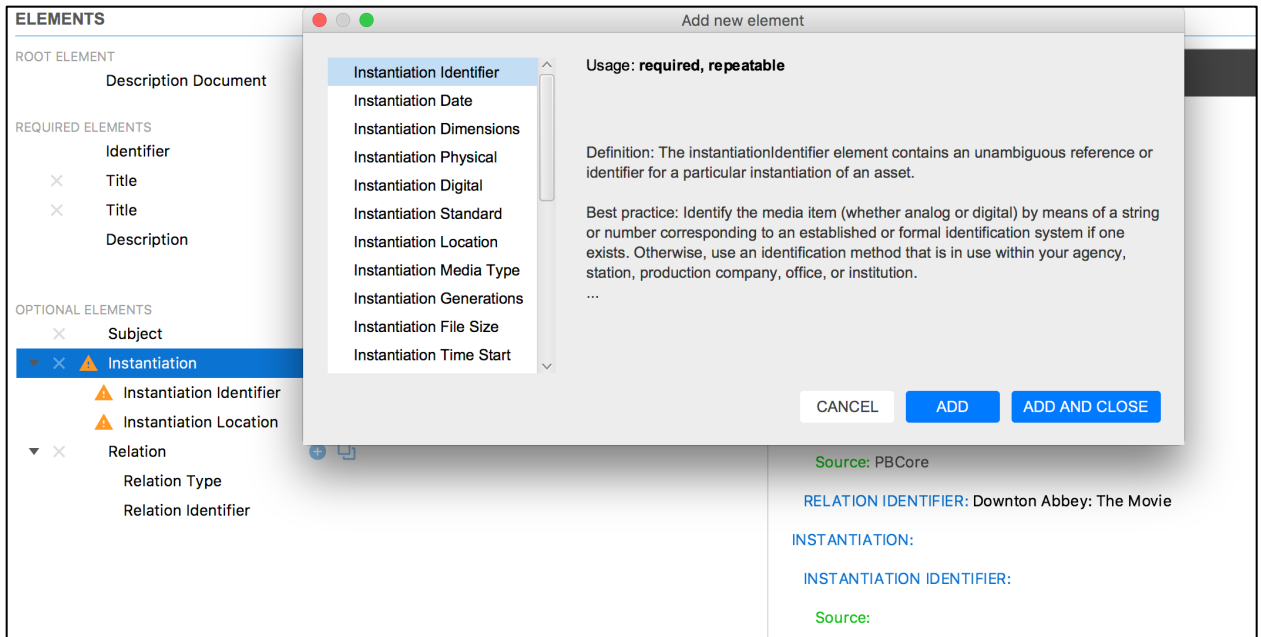 ELEMENTS
ROOT ELEMENT
Description Document
REQUIRED ELEMENTS
Identifier
Title
Title
Description
OPTIONAL ELEMENTS
Subject
Instantiation
Instantiation Identifier
Instantiation Location
Relation
Relation Type
Relation Identifier
Add new element
Instantiation Identifier
Instantiation Date
Instantiation Dimensions
Instantiation Physical
Instantiation Digital
Instantiation Standard
Instantiation Location
Instantiation Media Type
Instantiation Generations
Instantiation File Size
Instantiation Time Start
Usage: required, repeatable
Definition: The instantiationIdentifier element contains an unambiguous reference or
identifier for a particular instantiation of an asset.
Best practice: Identify the media item (whether analog or digital) by means of a string
or number corresponding to an established or formal identification system if one
exists. Otherwise, use an identification method that is in use within your agency,
station, production company, office, or institution.
...
CANCEL
ADD
ADD AND CLOSE
Source: PBCore
RELATION IDENTIFIER: Downton Abbey: The Movie
INSTANTIATION:
INSTANTIATION IDENTIFIER:
Source: